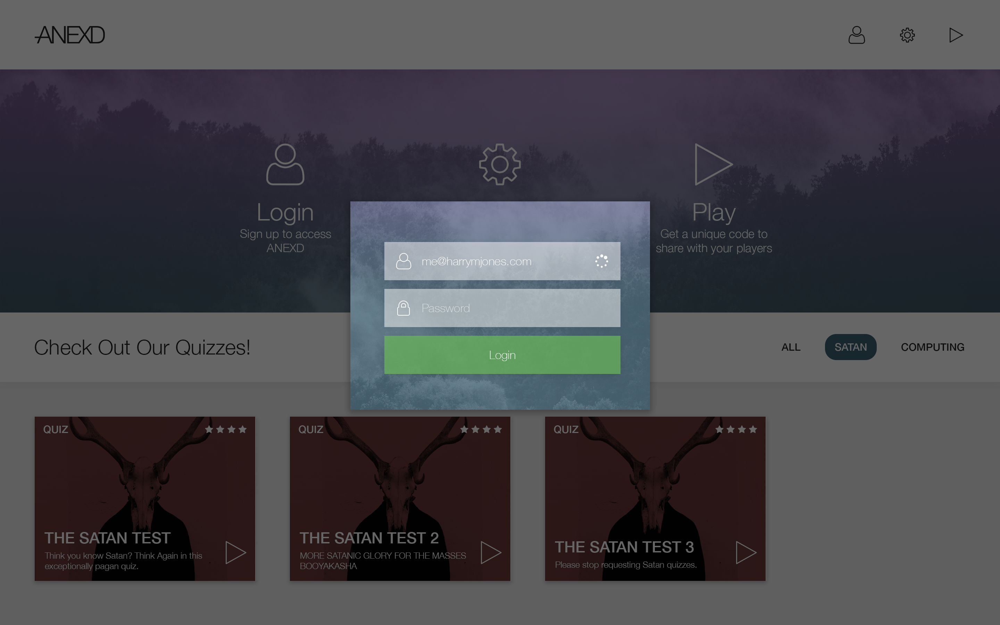 ANEXD
Login
Sign up to access
ANEXD
Play
Get a unique code to
share with your players
me@harrymjones.com
Password
Login
Check Out Our Quizzes!
ALL
SATAN
COMPUTING
QUIZ
THE SATAN TEST
Think you know Satan? Think Again in this
exceptionally pagan quiz.
QUIZ
THE SATAN TEST 2
MORE SATANIC GLORY FOR THE MASSES
BOOYAKASHA
QUIZ
THE SATAN TEST 3
Please stop requesting Satan quizzes.